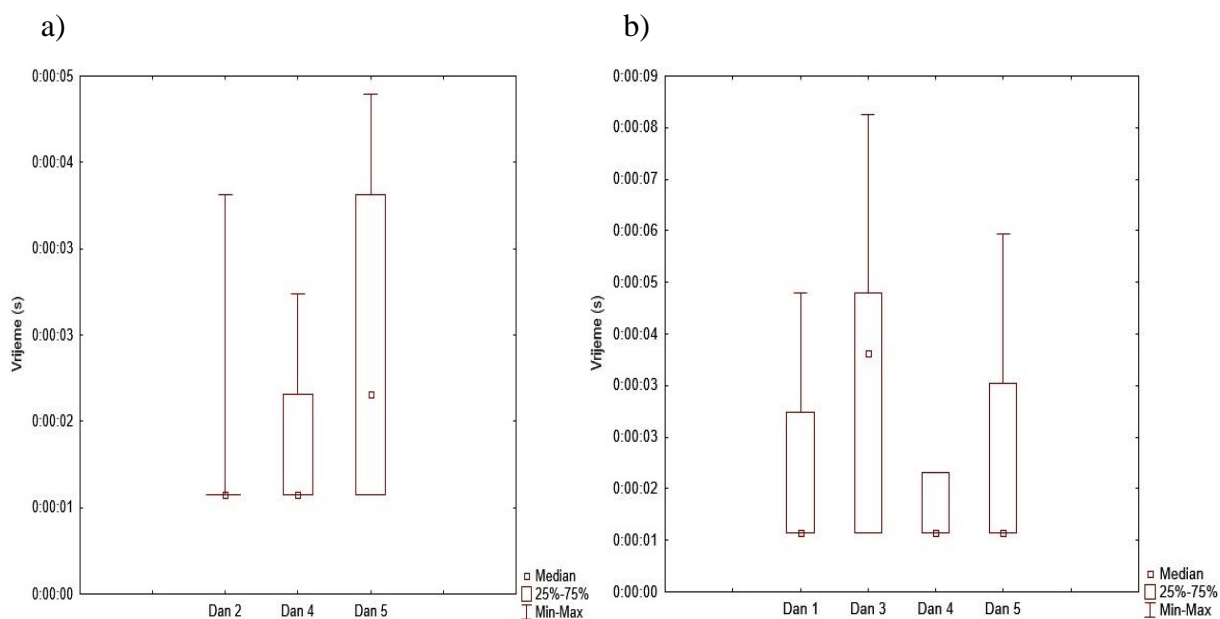 a)
0:00:05
0:00:04
0:00:03
0:00:03
0:00:02
0:00:01
0:00:00
Vrijeme (s)
Dan 2 Dan 4 Dan 5
Median
25%-75%
Min-Max
b)
0:00:09
0:00:08
0:00:07
0:00:06
0:00:05
0:00:04
0:00:03
0:00:03
0:00:02
0:00:01
0:00:00
Vrijeme (s)
Dan 1 Dan 3 Dan 4 Dan 5
Median
25%-75%
Min-Max